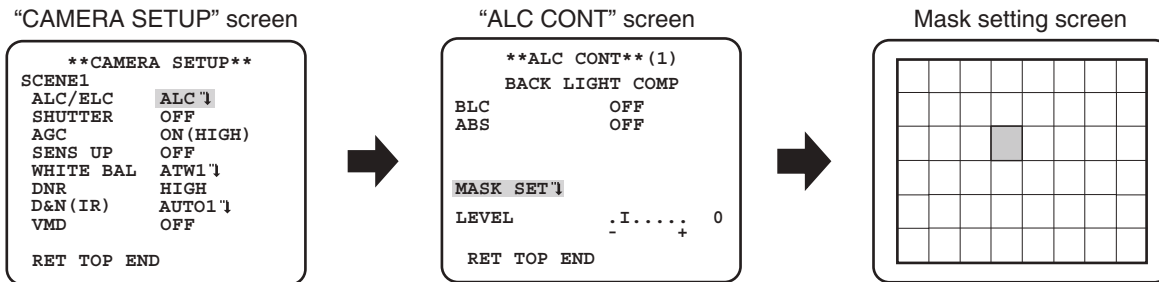 “CAMERA SETUP” screen
**CAMERA SETUP**
SCENE1
ALC/ELC ALC
SHUTTER OFF
AGC ON(HIGH)
SENS UP OFF
WHITE BAL ATW1
DNR HIGH
D&N(IR) AUTO1
VMD OFF
RET TOP END
“ALC CONT” screen
**ALC CONT**(1)
BACK LIGHT COMP
BLC OFF
ABS OFF
MASK SET
LEVEL .I..... 0
- +
RET TOP END
Mask setting screen